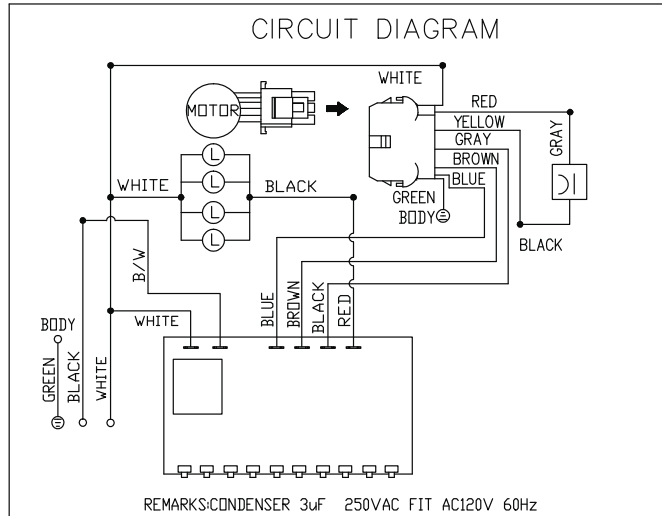 CIRCUIT DIAGRAM
WHITE
MOTOR
RED
YELLOW
GRAY
BROWN
BLUE
GRAY
L
L
L
L
WHITE
BLACK
GREEN
BODY
BLACK
B/W
BLUE
BROWN
BLACK
RED
WHITE
BODY
GREEN
BLACK
WHITE
REMARKS:CONDENSER 3uF 250VAC FIT AC120V 60Hz